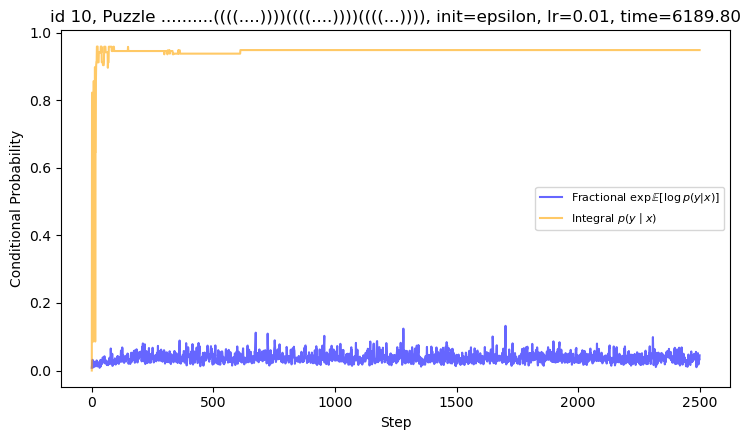 id 10, Puzzle ..........((((....))))((((....))))((((...)))), init=epsilon, lr=0.01, time=6189.80
Conditional Probability
1.0
0.8
0.6
0.4
0.2
0.0
Fractional exp𝔼[log p(y|x)]
Integral p(y | x)
0
500
1000
1500
2000
2500
Step